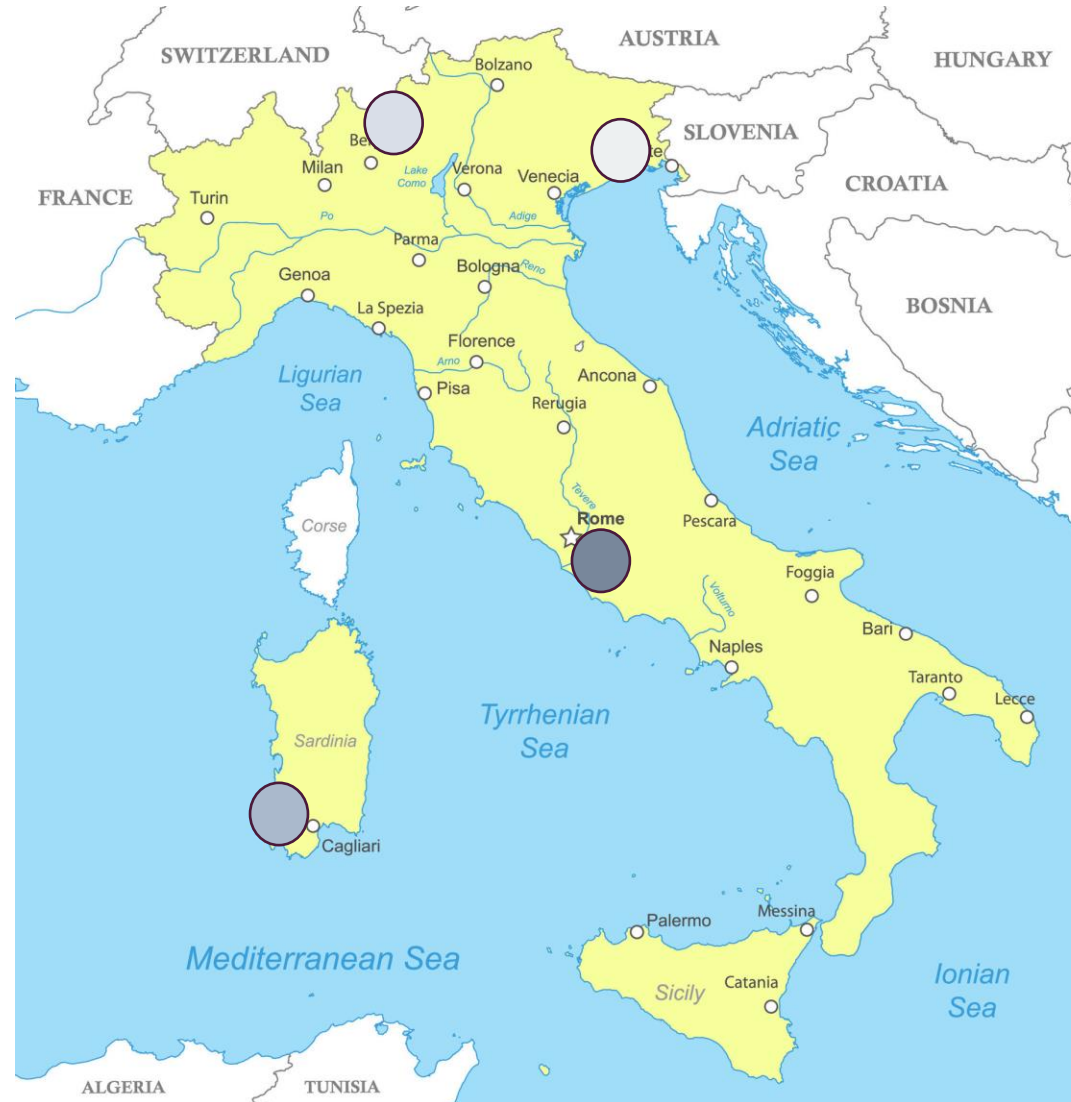 SWITZERLAND
AUSTRIA
HUNGARY
Bolzano
SLOVENIA
Milan
Lake
Como
Verona
Venecia
CROATIA
FRANCE
Turin
Po
Adige
Parma
Bologna
Reno
Genoa
BOSNIA
La Spezia
Florence
Arno
Ligurian
Sea
Pisa
Ancona
Rerugia
Adriatic
Sea
Tevere
Rome
Pescara
Corse
Foggia
Volturno
Bari
Naples
Taranto
Lecce
Tyrrhenian
Sea
Sardinia
Cagliari
Messina
Palermo
Mediterranean Sea
Catania
Sicily
Ionian
Sea
ALGERIA
TUNISIA